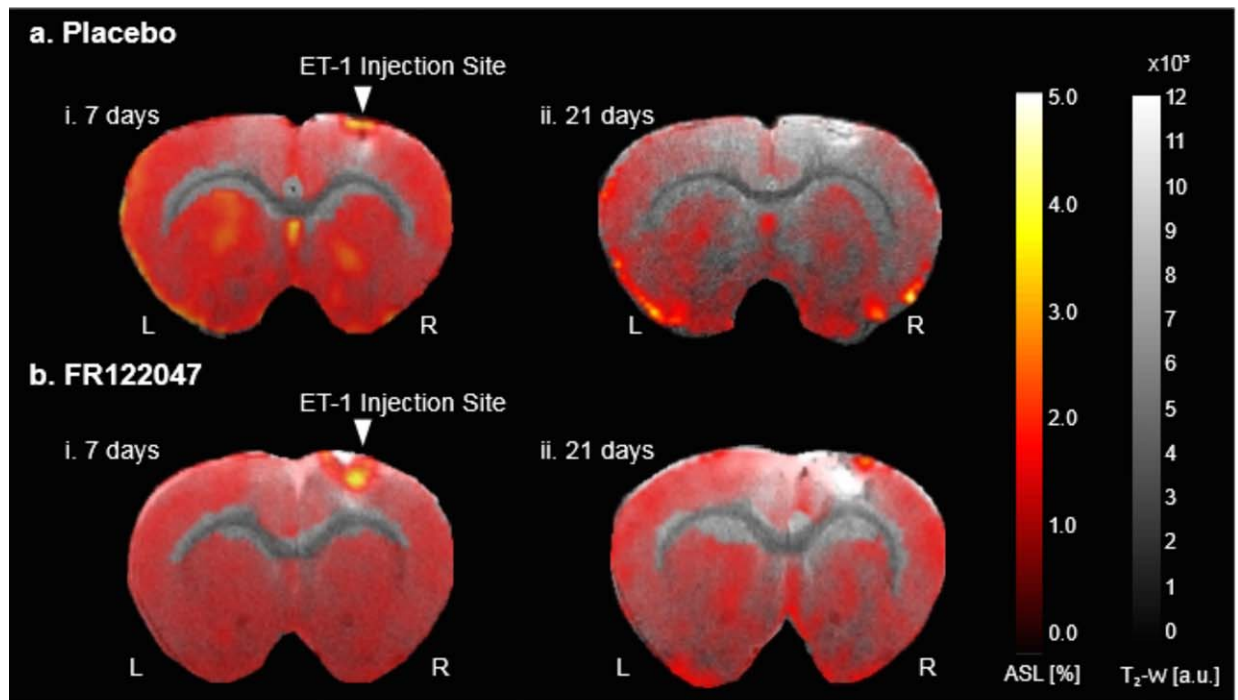 a. Placebo
ET-1 Injection Site
i. 7 days
ii. 21 days
L
R
L
R
b. FR122047
ET-1 Injection Site
i. 7 days
ii. 21 days
L
R
L
R
5.0
4.0
3.0
2.0
1.0
0.0
ASL [%]
x10³
12
11
10
9
8
7
6
5
4
3
2
1
0
T₂-W [a.u.]